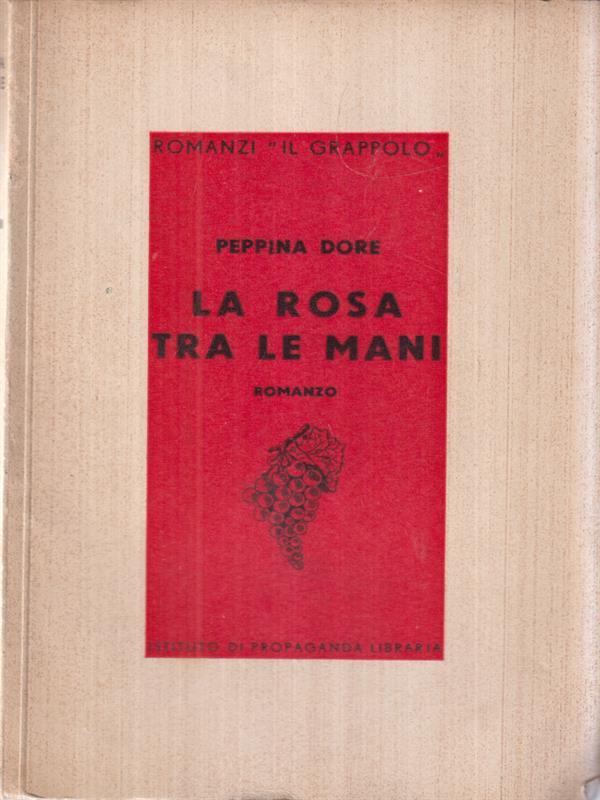 ROMANZI "IL GRAPPOLO„
PEPPINA DORE
LA ROSA
TRA LE MANI
ROMANZO
ISTITUTO DI PROPAGANDA LIBRARIA